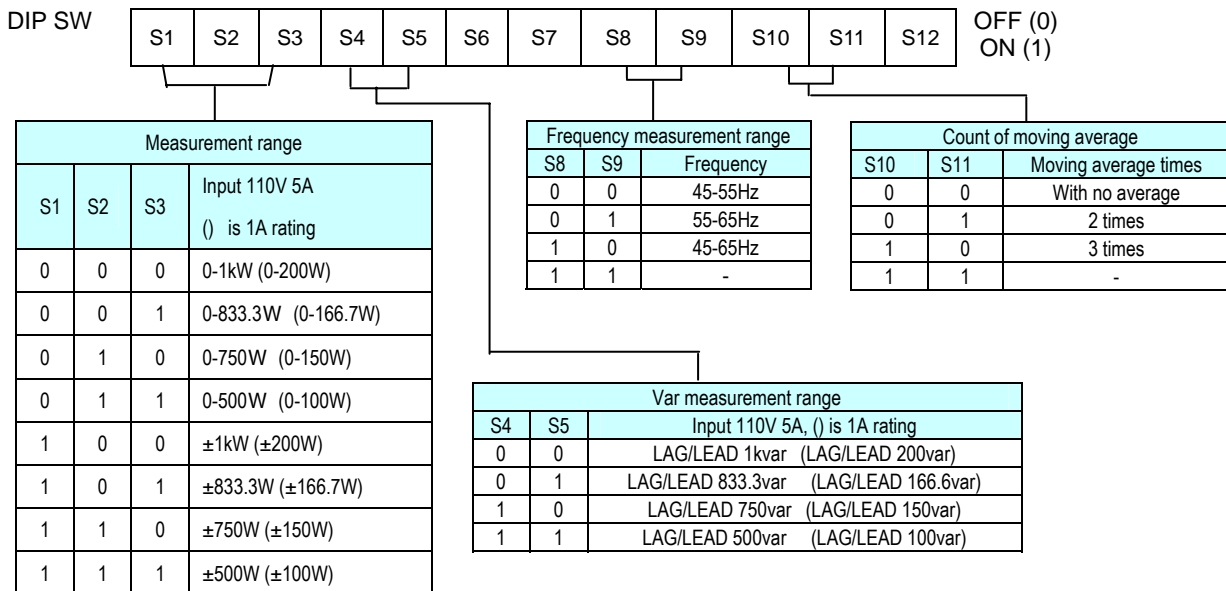 DIP SW
S1 S2 S3 S4 S5 S6 S7 S8 S9 S10 S11 S12
OFF (0)
ON (1)
Measurement range
S1 S2 S3 Input 110V 5A
() is 1A rating
0 0 0 0-1kW (0-200W)
0 0 1 0-833.3W (0-166.7W)
0 1 0 0-750W (0-150W)
0 1 1 0-500W (0-100W)
1 0 0 ±1kW (±200W)
1 0 1 ±833.3W (±166.7W)
1 1 0 ±750W (±150W)
1 1 1 ±500W (±100W)
Frequency measurement range
S8 S9 Frequency
0 0 45-55Hz
0 1 55-65Hz
1 0 45-65Hz
1 1 -
Count of moving average
S10 S11 Moving average times
0 0 With no average
0 1 2 times
1 0 3 times
1 1 -
Var measurement range
S4 S5 Input 110V 5A, () is 1A rating
0 0 LAG/LEAD 1kvar (LAG/LEAD 200var)
0 1 LAG/LEAD 833.3var (LAG/LEAD 166.6var)
1 0 LAG/LEAD 750var (LAG/LEAD 150var)
1 1 LAG/LEAD 500var (LAG/LEAD 100var)